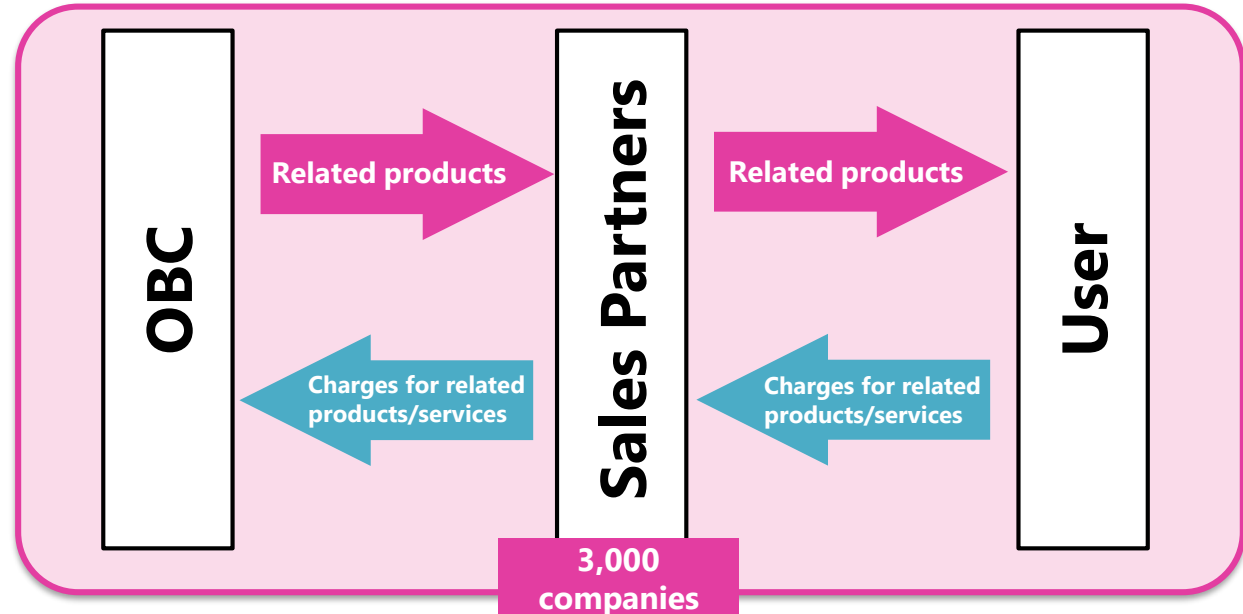 OBC
Related products
Sales Partners
Related products
User
Charges for related
products/services
Charges for related
products/services
3,000
companies